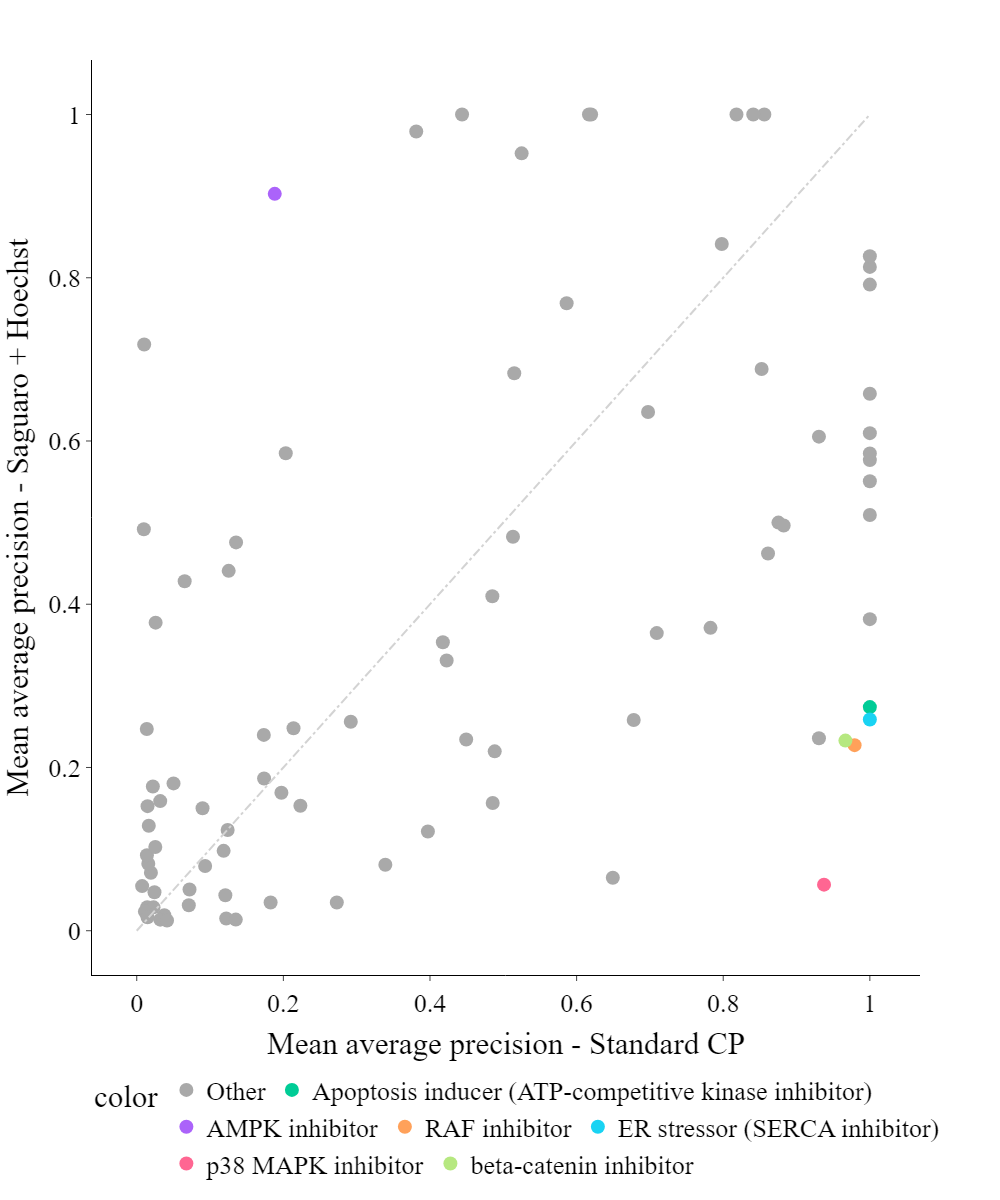 Mean average precision - Saguaro + Hoechst
1
0.8
0.6
0.4
0.2
0
0 0.2 0.4 0.6 0.8 1
Mean average precision - Standard CP
color Other Apoptosis inducer (ATP-competitive kinase inhibitor)
AMPK inhibitor RAF inhibitor ER stressor (SERCA inhibitor)
p38 MAPK inhibitor beta-catenin inhibitor